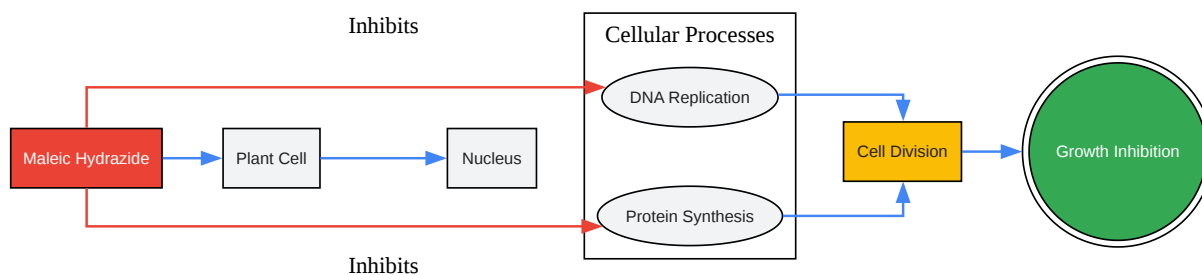 Inhibits
Cellular Processes
DNA Replication
Maleic Hydrazide
Plant Cell
Nucleus
Cell Division
Growth Inhibition
Protein Synthesis
Inhibits